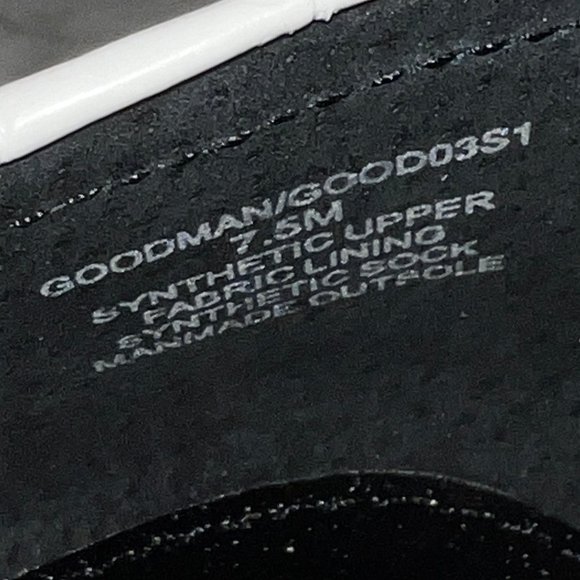 GOODMAN/GOOD03S1
7.5M
SYNTHETIC UPPER
FABRIC LINING
SYNTHETIC SOCK
MANMADE OUTSOLE